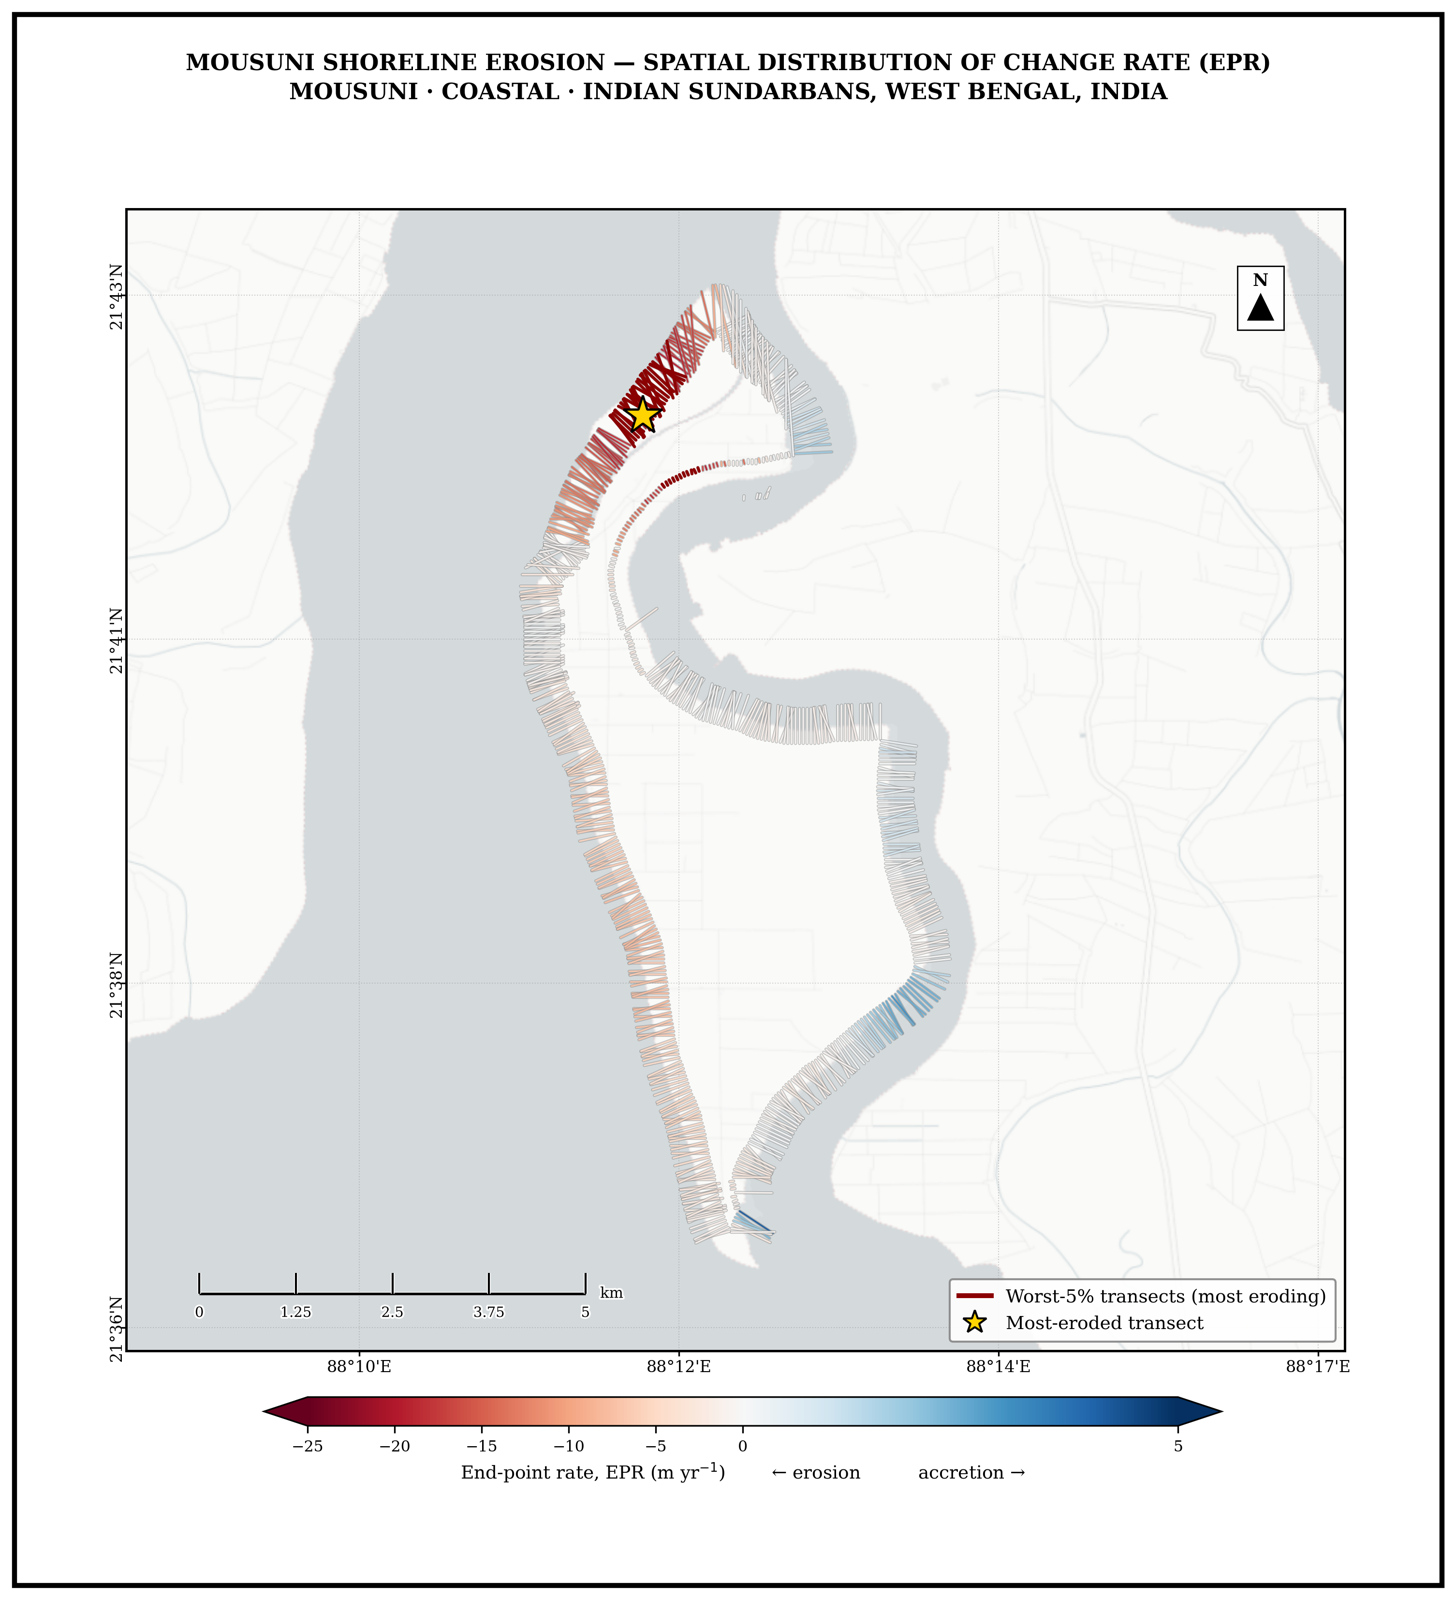 MOUSUNI SHORELINE EROSION — SPATIAL DISTRIBUTION OF CHANGE RATE (EPR)
MOUSUNI · COASTAL · INDIAN SUNDARBANS, WEST BENGAL, INDIA
N
21°43'N
21°41'N
21°38'N
21°36'N
0 1.25 2.5 3.75 5 km
Worst-5% transects (most eroding)
Most-eroded transect
88°10'E 88°12'E 88°14'E 88°17'E
−25 −20 −15 −10 −5 0 5
End-point rate, EPR (m yr⁻¹) ← erosion accretion →